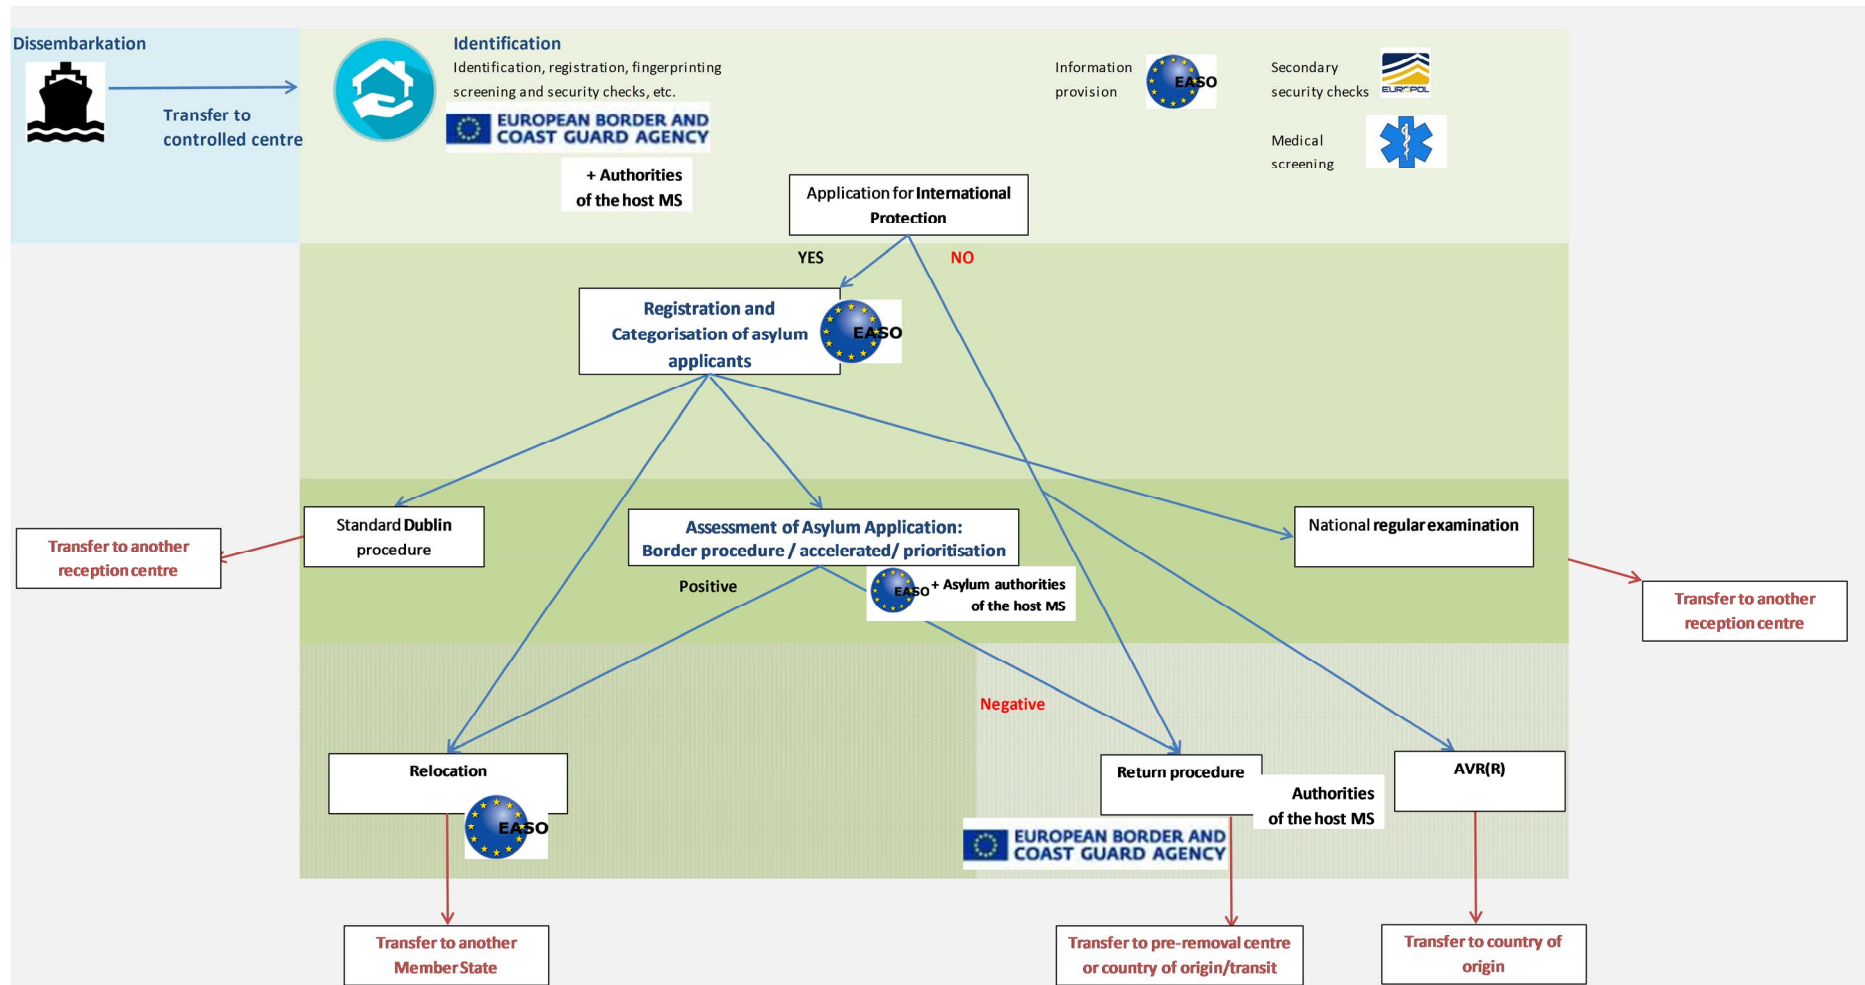 Dissembarkation
Transfer to
controlled centre
Identification
Identification, registration, fingerprinting
screening and security checks, etc.
EUROPEAN BORDER AND
COAST GUARD AGENCY
+ Authorities
of the host MS
Information
provision
EASO
Secondary
security checks
EUROPOL
Medical
screening
Application for International
Protection
YES
NO
Registration and
Categorisation of asylum
applicants
EASO
Standard Dublin
procedure
Transfer to another
reception centre
Assessment of Asylum Application:
Border procedure / accelerated/ prioritisation
Positive
EASO
+ Asylum authorities
of the host MS
National regular examination
Transfer to another
reception centre
Negative
Relocation
EASO
Return procedure
Authorities
of the host MS
EUROPEAN BORDER AND
COAST GUARD AGENCY
AVR(R)
Transfer to another
Member State
Transfer to pre-removal centre
or country of origin/transit
Transfer to country of
origin